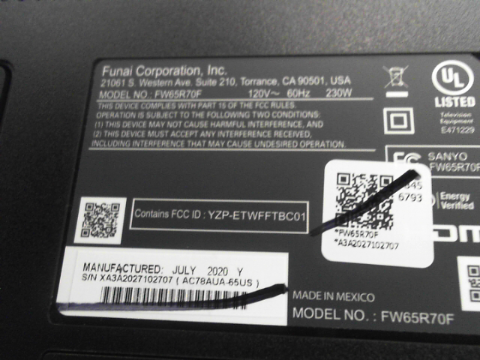 Funai Corporation, Inc.
21061 S. Western Ave. Suite 210, Torrance, CA 90501, USA
MODEL NO.: FW65R70F 120V~ 60Hz 230W
THIS DEVICE COMPLIES WITH PART 15 OF THE FCC RULES.
OPERATION IS SUBJECT TO THE FOLLOWING TWO CONDITIONS:
(1) THIS DEVICE MAY NOT CAUSE HARMFUL INTERFERENCE, AND
(2) THIS DEVICE MUST ACCEPT ANY INTERFERENCE RECEIVED,
INCLUDING INTERFERENCE THAT MAY CAUSE UNDESIRED OPERATION.
UL
LISTED
Television
Equipment
E471229
FC SANYO
FW65R70F
6793
Energy
Verified
*FW65R70F
*A3A2027102707
Contains FCC ID : YZP-ETWFFTBC01
MANUFACTURED: JULY 2020 Y
S/N XA3A2027102707 ( AC78AUA-65US )
MADE IN MEXICO
MODEL NO.: FW65R70F